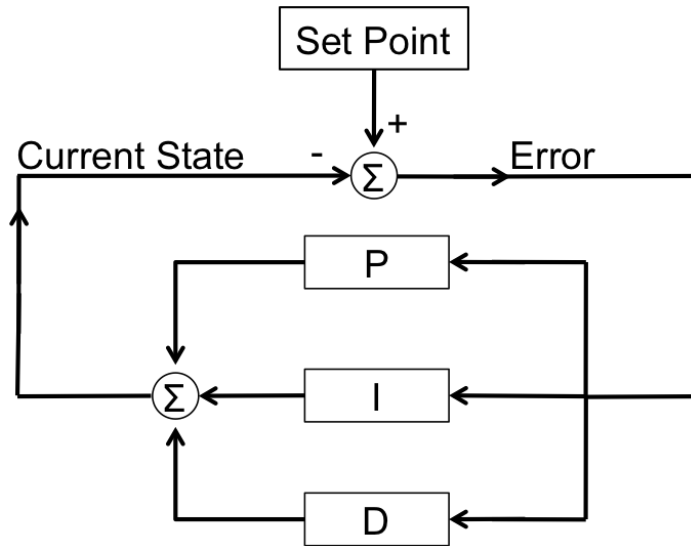 Set Point
+
Current State - Error
Σ
P
Σ I
D